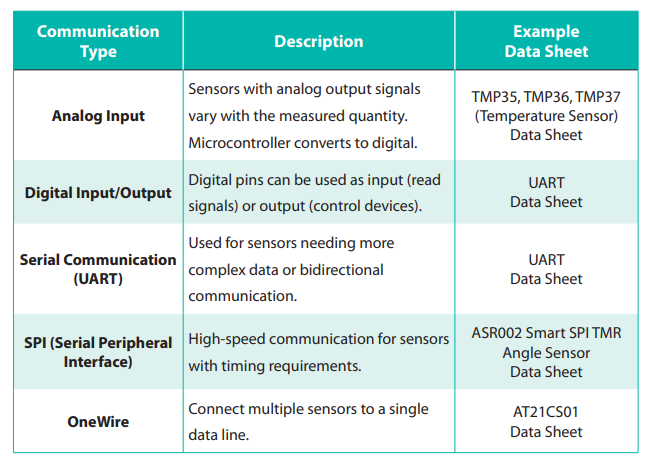 Communication
Type
Description
Example
Data Sheet
Analog Input
Sensors with analog output signals
vary with the measured quantity.
Microcontroller converts to digital.
TMP35, TMP36, TMP37
(Temperature Sensor)
Data Sheet
Digital Input/Output
Digital pins can be used as input (read
signals) or output (control devices).
UART
Data Sheet
Serial Communication
(UART)
Used for sensors needing more
complex data or bidirectional
communication.
UART
Data Sheet
SPI (Serial Peripheral
Interface)
High-speed communication for sensors
with timing requirements.
ASR002 Smart SPI TMR
Angle Sensor
Data Sheet
OneWire
Connect multiple sensors to a single
data line.
AT21CS01
Data Sheet